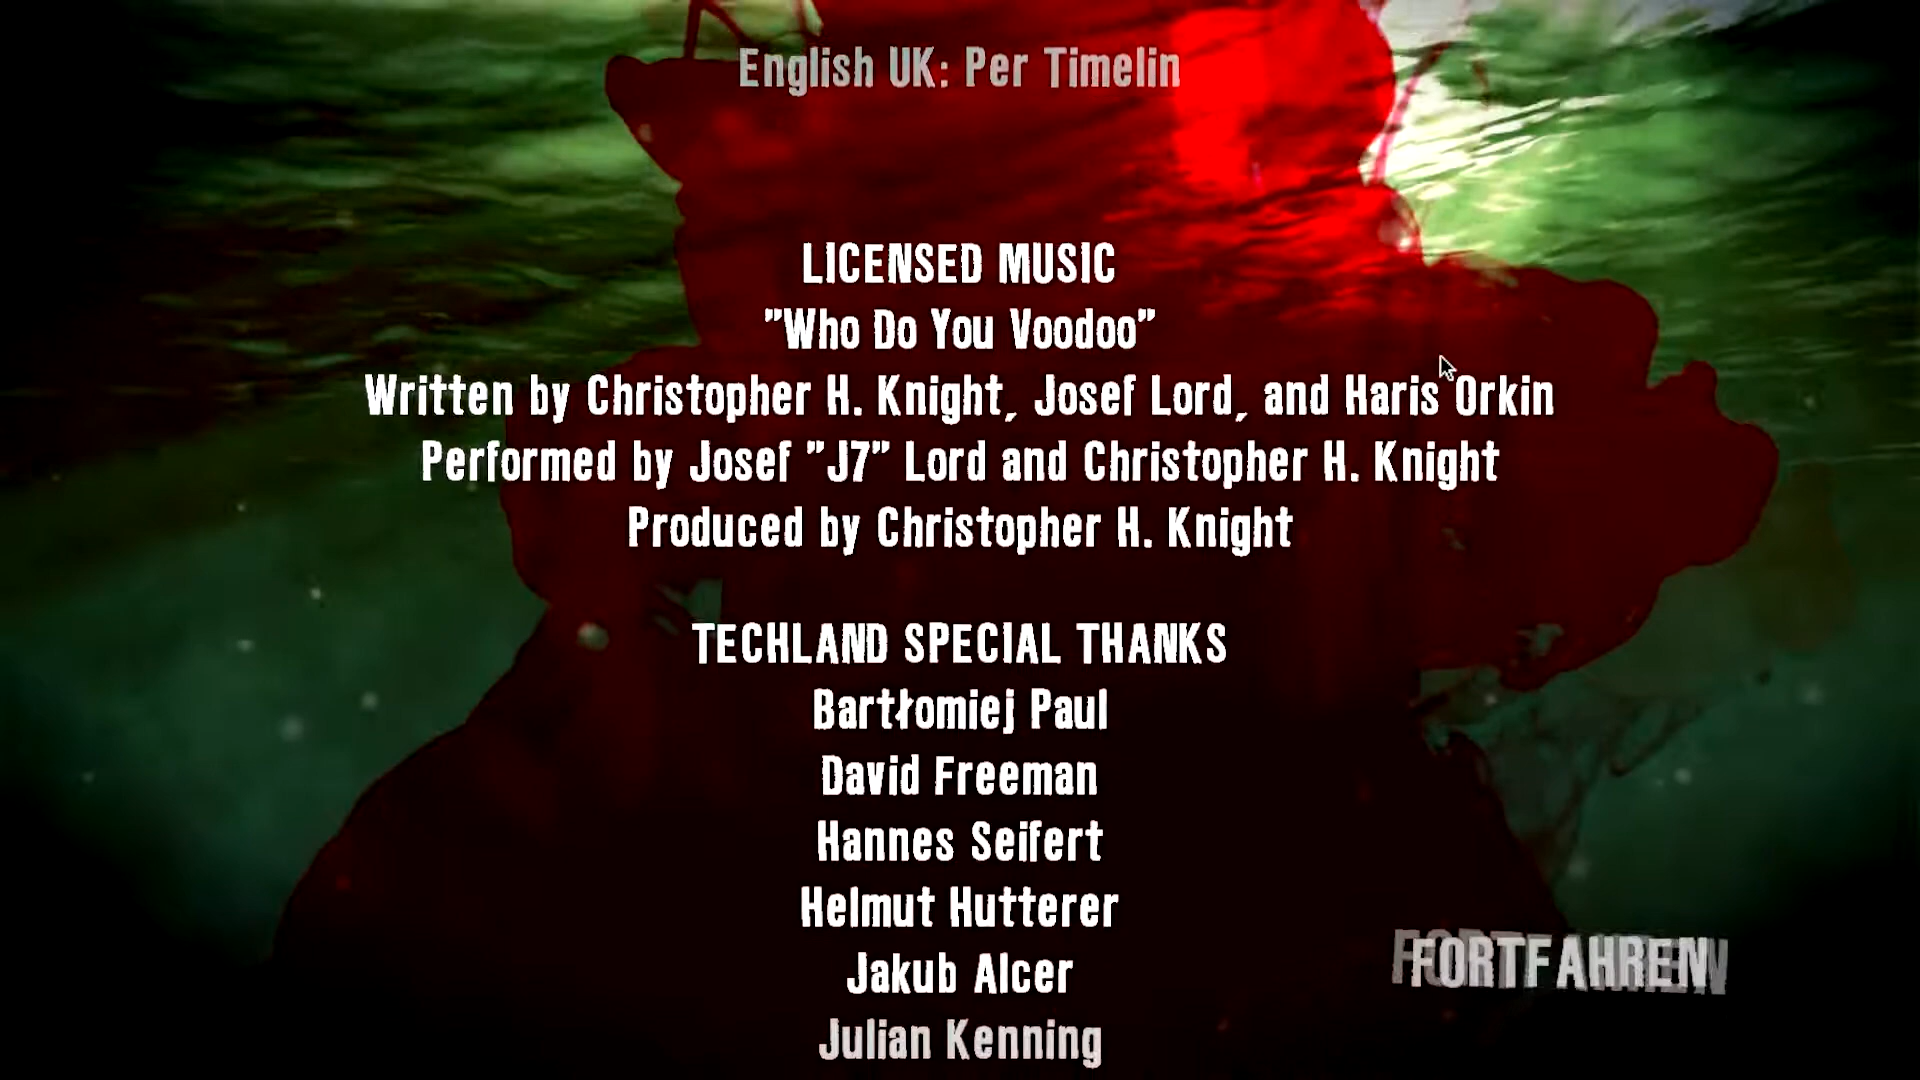 English UK: Per Timelin
LICENSED MUSIC
"Who Do You Voodoo"
Written by Christopher H. Knight, Josef Lord, and Haris Orkin
Performed by Josef "J7" Lord and Christopher H. Knight
Produced by Christopher H. Knight
TECHLAND SPECIAL THANKS
Bartłomiej Paul
David Freeman
Hannes Seifert
Helmut Hutterer
Jakub Alcer
Julian Kenning
FORTFAHREN